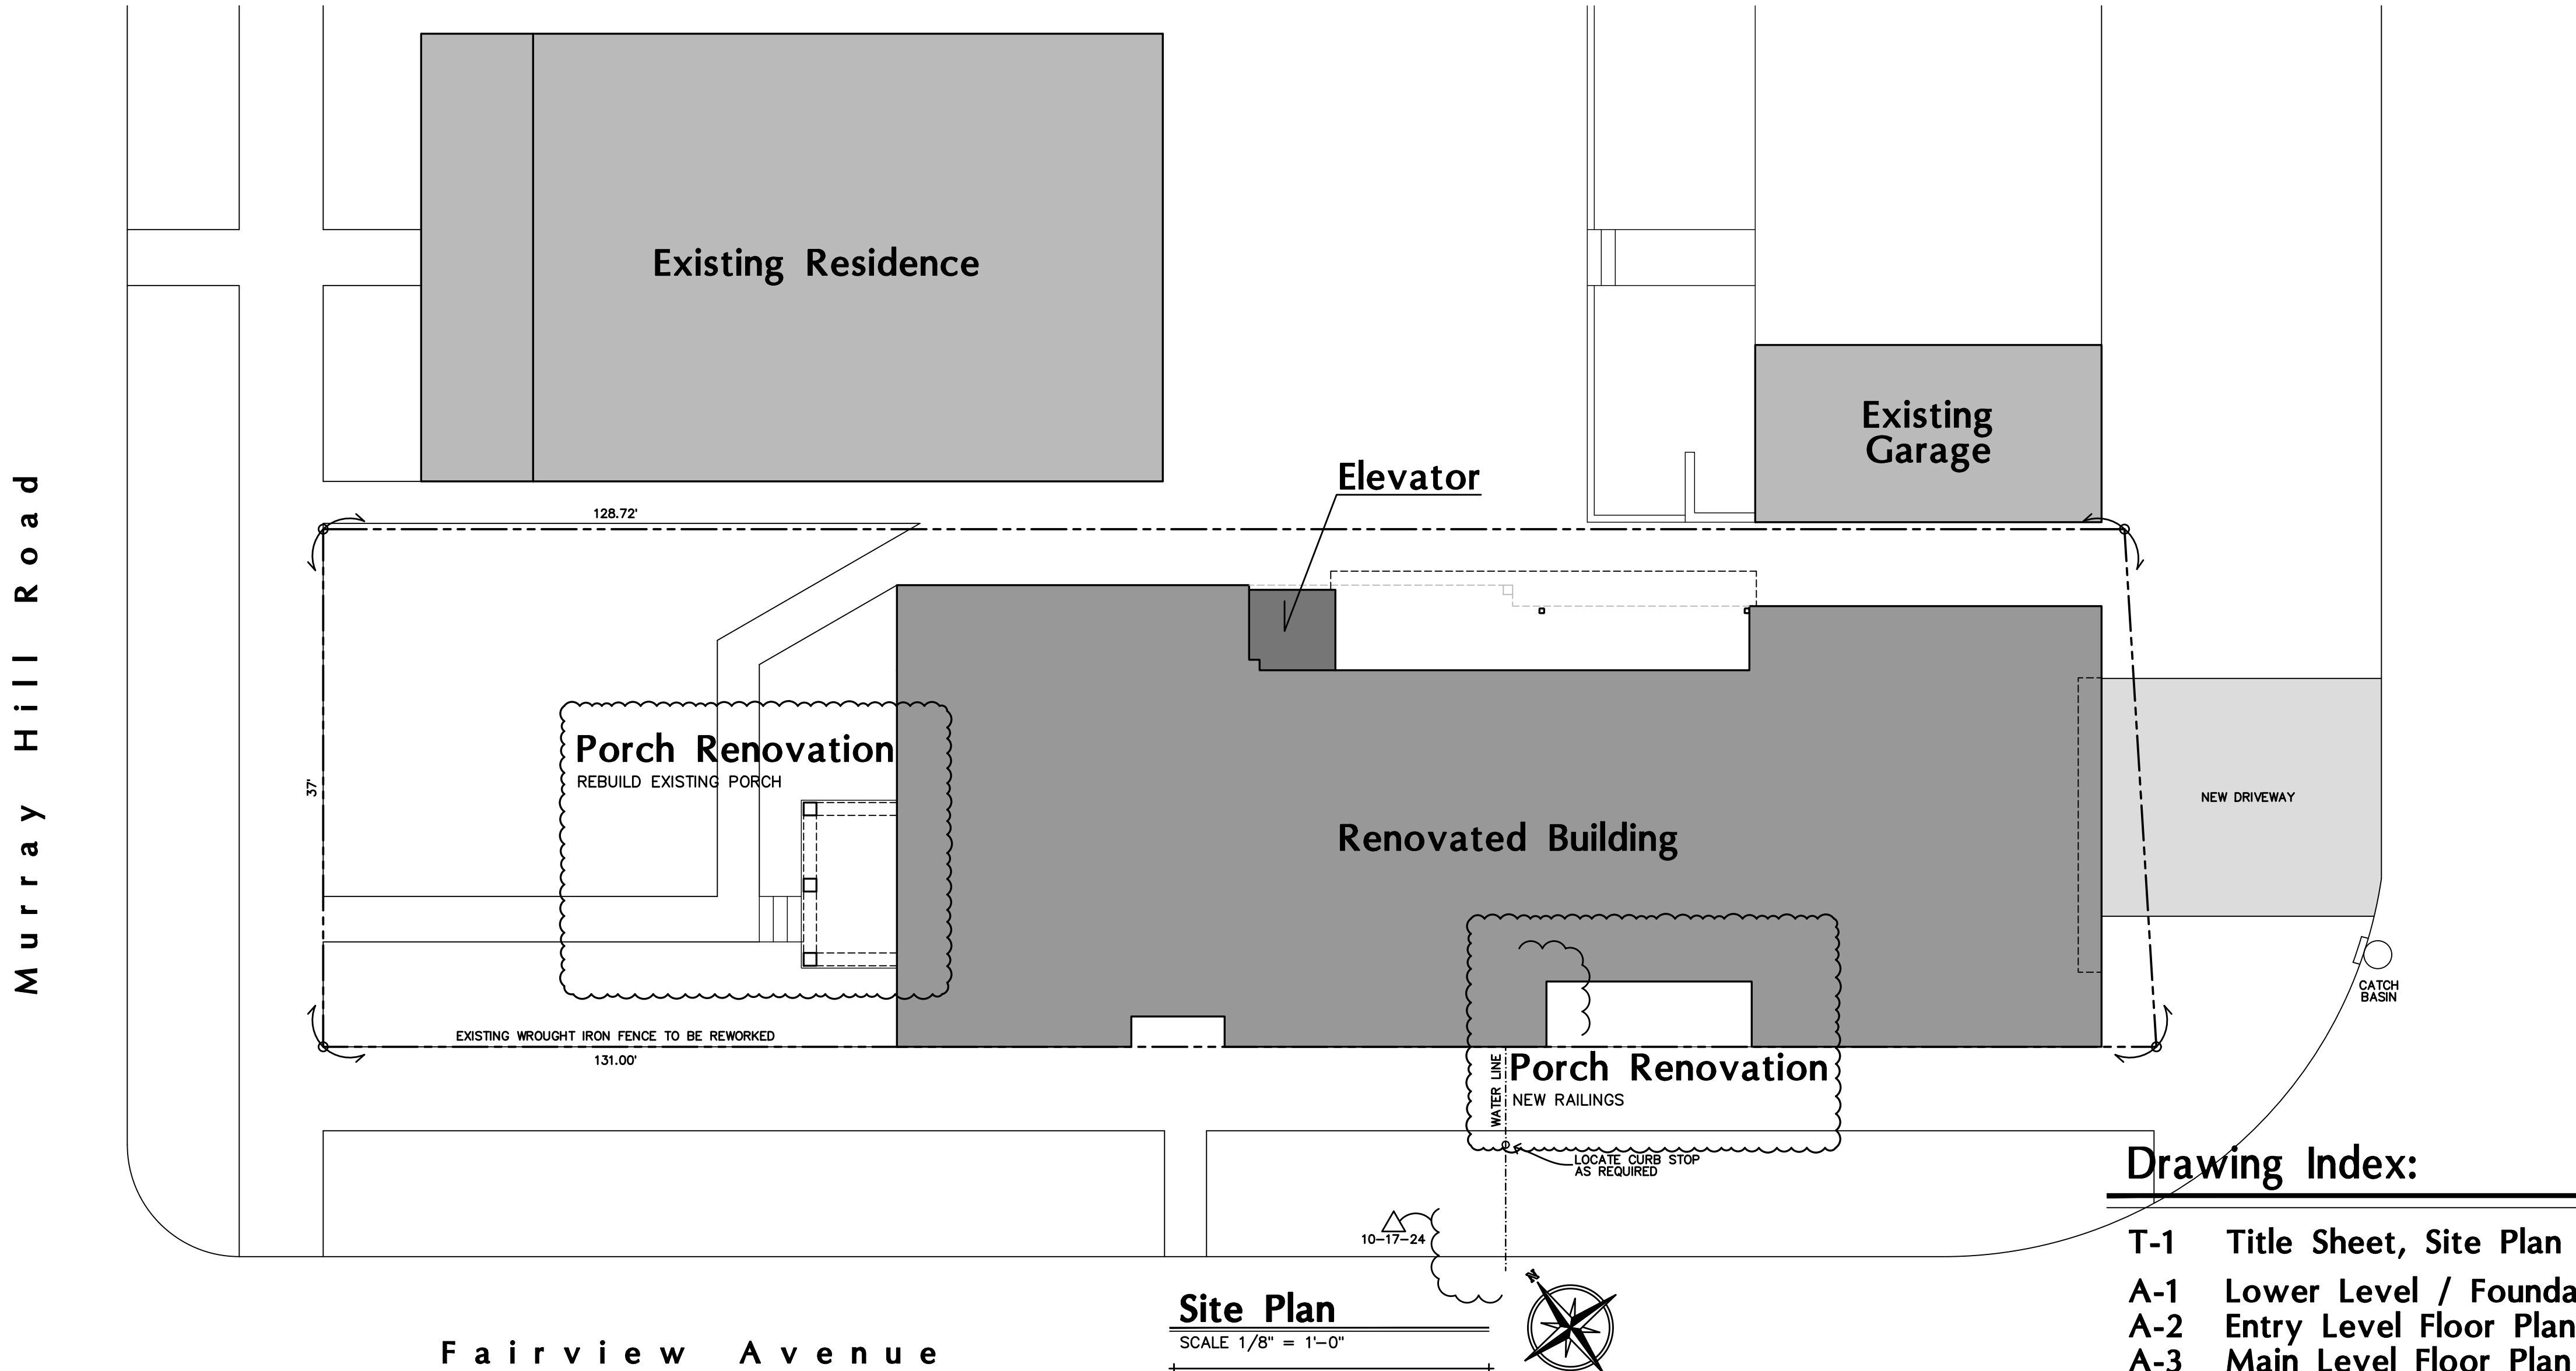 Existing Residence
Existing
Garage
Elevator
128.72'
Murray Hill Road
37'
Porch Renovation
REBUILD EXISTING PORCH
NEW DRIVEWAY
Renovated Building
CATCH
BASIN
EXISTING WROUGHT IRON FENCE TO BE REWORKED
131.00'
WATER LINE
Porch Renovation
NEW RAILINGS
LOCATE CURB STOP
AS REQUIRED
10-17-24
Site Plan
SCALE 1/8" = 1'-0"
N
Fairview Avenue
Drawing Index:
T-1 Title Sheet, Site Plan
A-1 Lower Level / Founda
A-2 Entry Level Floor Plan
A-3 Main Level Floor Plan